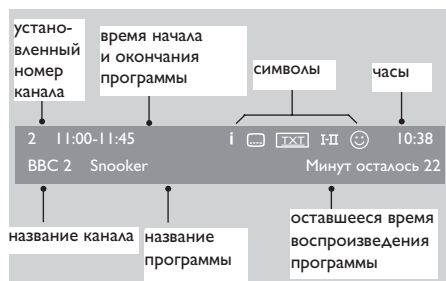 устано-
вленный
номер
канала
время начала
и окончания
программы
символы
часы
2 11:00-11:45 i TXT I-II 10:38
BBC 2 Snooker Минут осталось 22
название канала
название
программы
оставшееся время
воспроизведения
программы